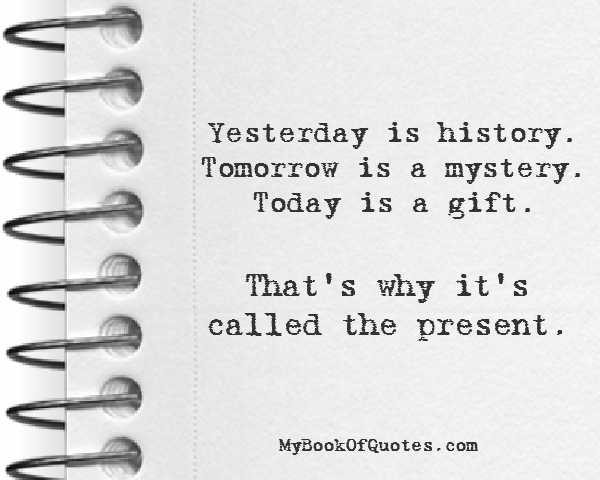 Yesterday is history.
Tomorrow is a mystery.
Today is a gift.
That's why it's
called the present.
MyBookOfQuotes.com